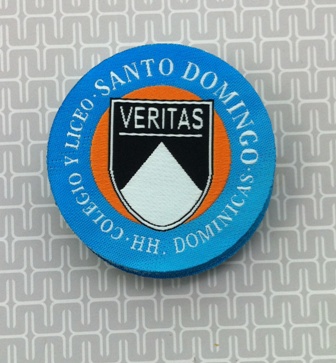 COLEGIO Y LICEO · SANTO DOMINGO · HH. DOMINICAS ·
VERITAS